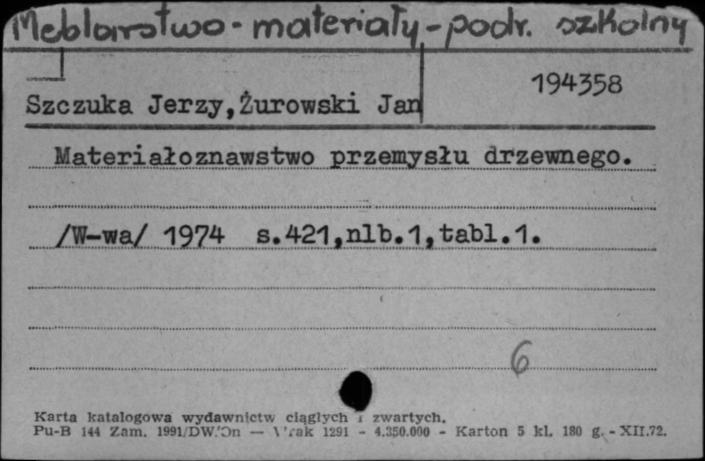 Meblarstwo - materiały - podr. szkolny
194358
Szczuka Jerzy, Żurowski Jan
Materiałoznawstwo przemysłu drzewnego.
/W-wa/ 1974 s.421,nlb.1,tabl.1.
6
Karta katalogowa wydawnictw ciągłych i zwartych.
Pu-B 144 Zam. 1991/DW. — 1291 - 4.350.000 - Karton 5 kl. 180 g. - XII.72.